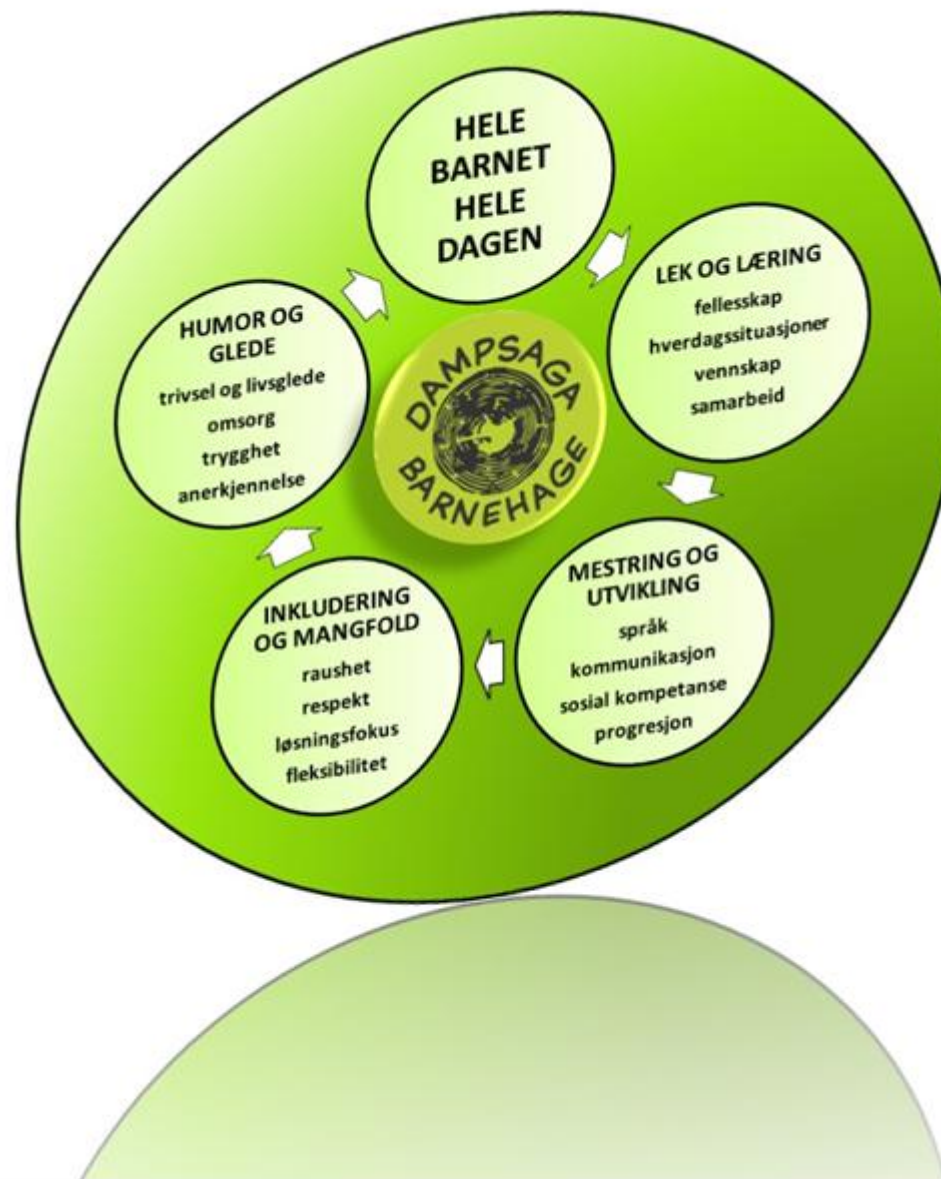 HELE
BARNET
HELE
DAGEN
LEK OG LÆRING
fellesskap
hverdagssituasjoner
vennskap
samarbeid
MESTRING OG
UTVIKLING
språk
kommunikasjon
sosial kompetanse
progresjon
INKLUDERING
OG MANGFOLD
raushet
respekt
løsningsfokus
fleksibilitet
HUMOR OG
GLEDE
trivsel og livsglede
omsorg
trygghet
anerkjennelse
DAMPSAGA
BARNEHAGE